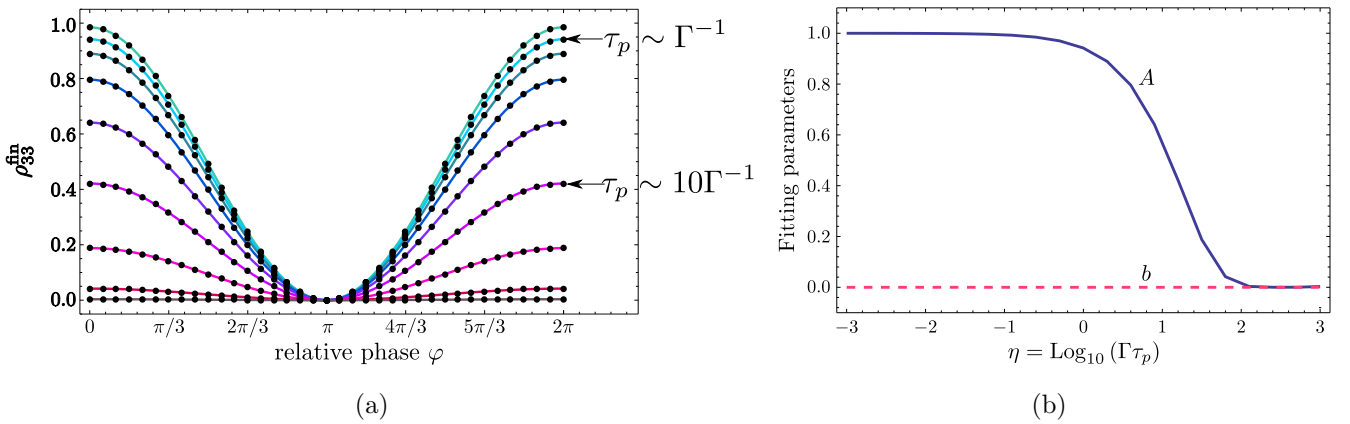 1.0
0.8
0.6
0.4
0.2
0.0
ρ₃₃ᶠⁱⁿ
0 π/3 2π/3 π 4π/3 5π/3 2π
relative phase φ
τₚ ∼ Γ⁻¹
τₚ ∼ 10Γ⁻¹
(a)
1.0
0.8
0.6
0.4
0.2
0.0
Fitting parameters
A
b
−3 −2 −1 0 1 2 3
η = Log₁₀ (Γτₚ)
(b)